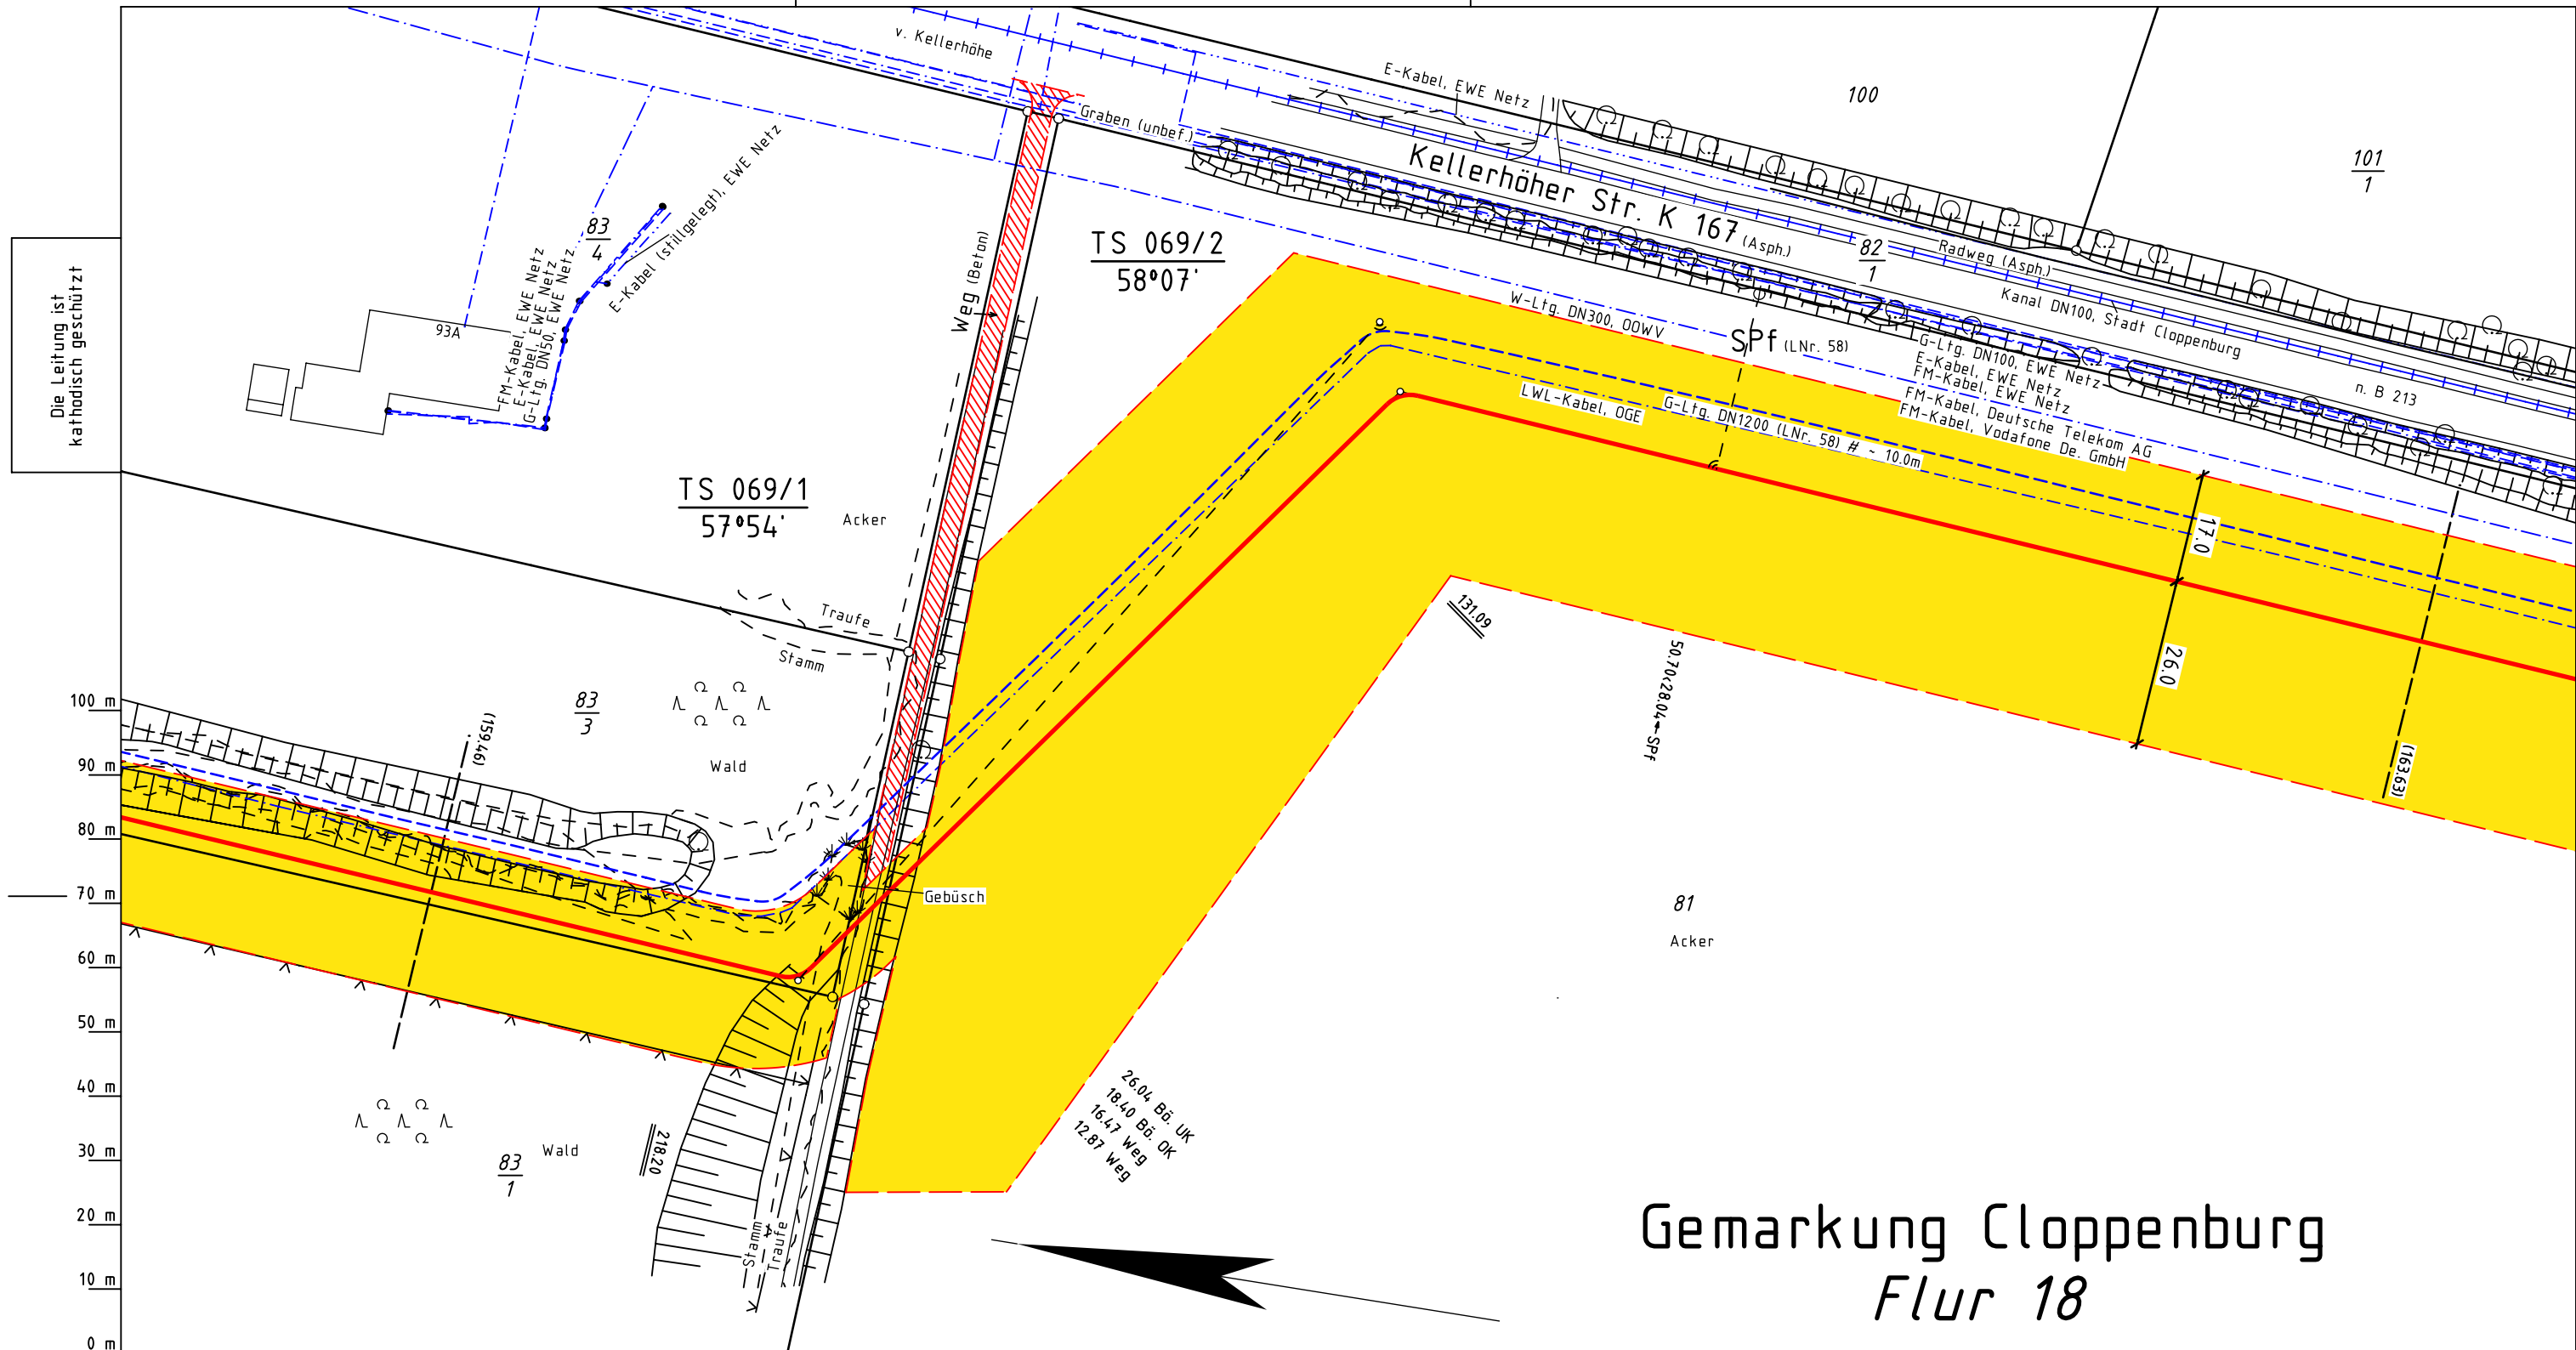 v. Kellerhöhe
E-Kabel, EWE Netz
100
101
1
Graben (unbef.)
Kellerhöher Str. K 167 (Asph.)
82
1
Radweg (Asph.)
Kanal DN100, Stadt Cloppenburg
n. B 213
83
4
E-Kabel (stillgelegt), EWE Netz
FM-Kabel, EWE Netz
E-Kabel, EWE Netz
G-Ltg. DN50, EWE Netz
93A
Die Leitung ist
kathodisch geschützt
Weg (Beton)
TS 069/2
58°07'
W-Ltg. DN300, OOWV
SPf (LNr. 58)
G-Ltg. DN100, EWE Netz
E-Kabel, EWE Netz
FM-Kabel, EWE Netz
FM-Kabel, Deutsche Telekom AG
FM-Kabel, Vodafone De. GmbH
LWL-Kabel, OGE
G-Ltg. DN1200 (LNr. 58) # ~ 10.0m
TS 069/1
57°54'
Acker
17.0
26.0
Traufe
Stamm
131.09
50.70<28.04←SPf
(163.63)
83
3
Wald
(159.46)
100 m
90 m
80 m
70 m
60 m
50 m
40 m
30 m
20 m
10 m
0 m
Gebüsch
81
Acker
26.04 Bö. UK
18.40 Bö. OK
16.47 Weg
12.87 Weg
Wald
83
1
218.20
Stamm
Traufe
Gemarkung Cloppenburg
Flur 18